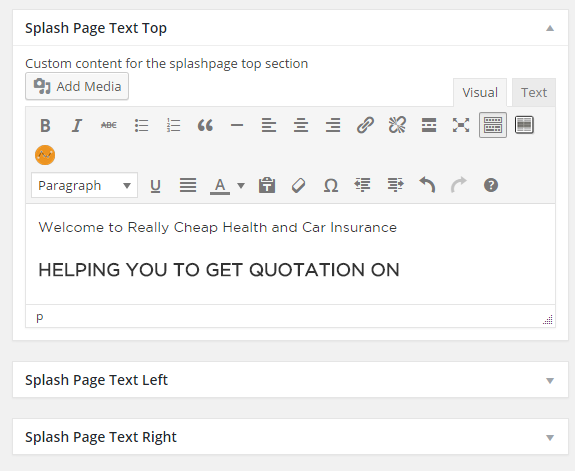 Splash Page Text Top
Custom content for the splashpage top section
Add Media
Visual Text
B I ABC
Paragraph U A Ω ?
Welcome to Really Cheap Health and Car Insurance
HELPING YOU TO GET QUOTATION ON
p
Splash Page Text Left
Splash Page Text Right